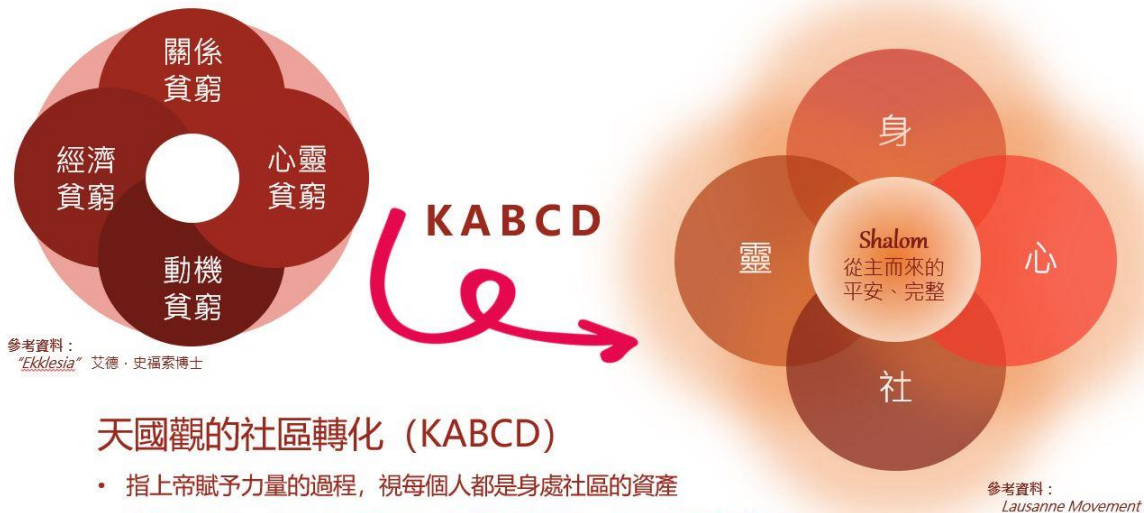 關係
貧窮
經濟
貧窮
心靈
貧窮
動機
貧窮
參考資料：
"Ekklesia" 艾德・史福索博士
KABCD
身
靈
Shalom
從主而來的
平安、完整
心
社
參考資料：
Lausanne Movement
天國觀的社區轉化（KABCD）
• 指上帝賦予力量的過程，視每個人都是身處社區的資產